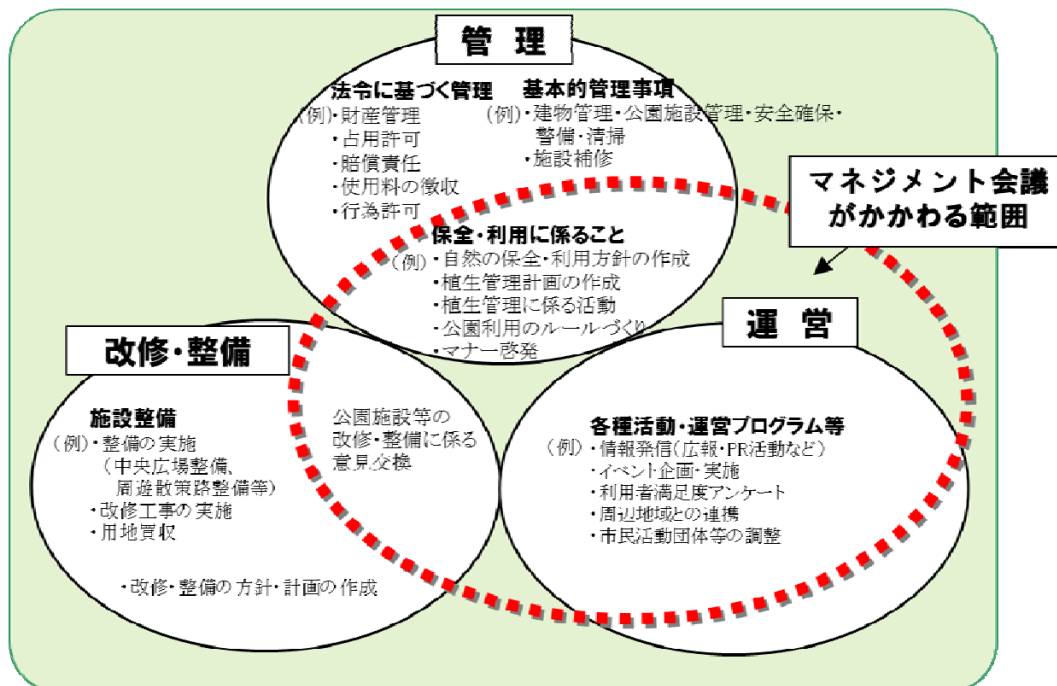 管 理
法令に基づく管理
(例)・財産管理
・占用許可
・賠償責任
・使用料の徴収
・行為許可
基本的管理事項
(例)・建物管理・公園施設管理・安全確保・
警備・清掃
・施設補修
マネジメント会議
がかかわる範囲
保全・利用に係ること
(例)・自然の保全・利用方針の作成
・植生管理計画の作成
・植生管理に係る活動
・公園利用のルールづくり
・マナー啓発
改修・整備
施設整備
(例)・整備の実施
(中央広場整備、
周遊散策路整備等)
・改修工事の実施
・用地買収
・改修・整備の方針・計画の作成
公園施設等の
改修・整備に係る
意見交換
運 営
各種活動・運営プログラム等
(例)・情報発信(広報・PR活動など)
・イベント企画・実施
・利用者満足度アンケート
・周辺地域との連携
・市民活動団体等の調整